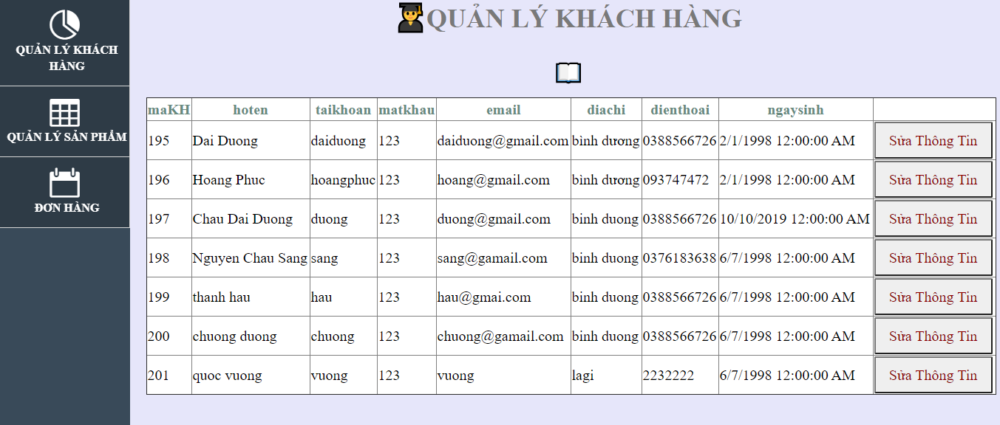 QUẢN LÝ KHÁCH
HÀNG
QUẢN LÝ SẢN PHẨM
ĐƠN HÀNG
QUẢN LÝ KHÁCH HÀNG
maKH hoten taikhoan matkhau email diachi dienthoai ngaysinh
195 Dai Duong daiduong 123 daiduong@gmail.com bình dương 0388566726 2/1/1998 12:00:00 AM Sửa Thông Tin
196 Hoang Phuc hoangphuc 123 hoang@gmail.com bình dương 093747472 2/1/1998 12:00:00 AM Sửa Thông Tin
197 Chau Dai Duong duong 123 duong@gmail.com binh duong 0388566726 10/10/2019 12:00:00 AM Sửa Thông Tin
198 Nguyen Chau Sang sang 123 sang@gamail.com binh duong 0376183638 6/7/1998 12:00:00 AM Sửa Thông Tin
199 thanh hau hau 123 hau@gmai.com binh duong 0388566726 6/7/1998 12:00:00 AM Sửa Thông Tin
200 chuong duong chuong 123 chuong@gamail.com binh duong 0388566726 6/7/1998 12:00:00 AM Sửa Thông Tin
201 quoc vuong vuong 123 vuong lagi 2232222 6/7/1998 12:00:00 AM Sửa Thông Tin